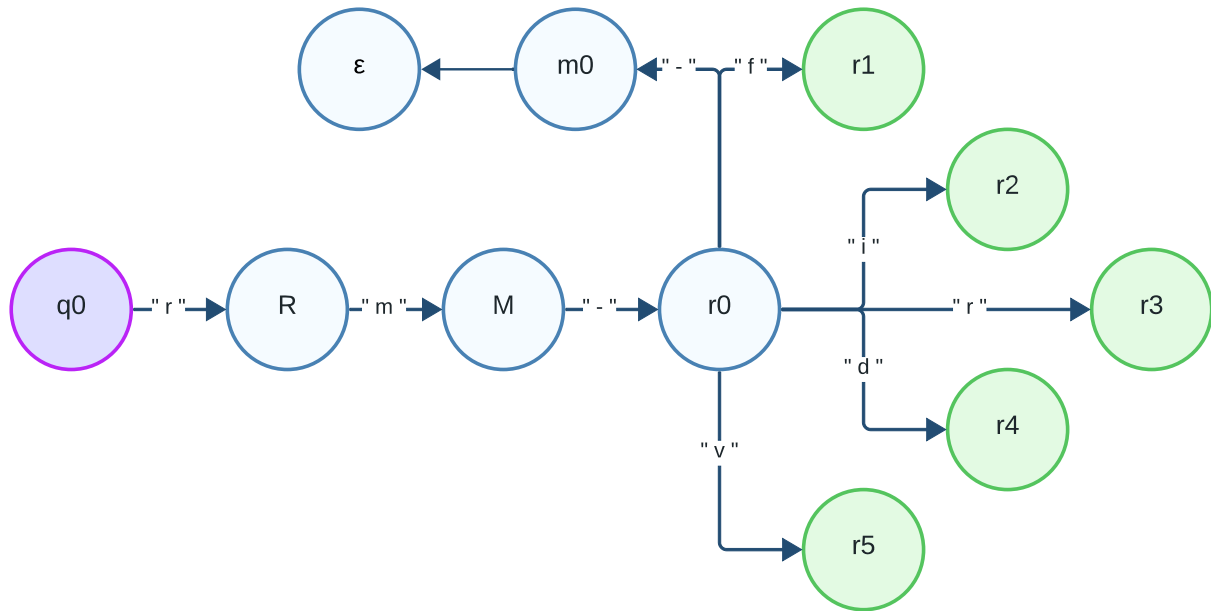 ε
m0
" - "
" f "
r1
r2
" i "
q0
" r "
R
" m "
M
" - "
r0
" r "
r3
" d "
r4
" v "
r5